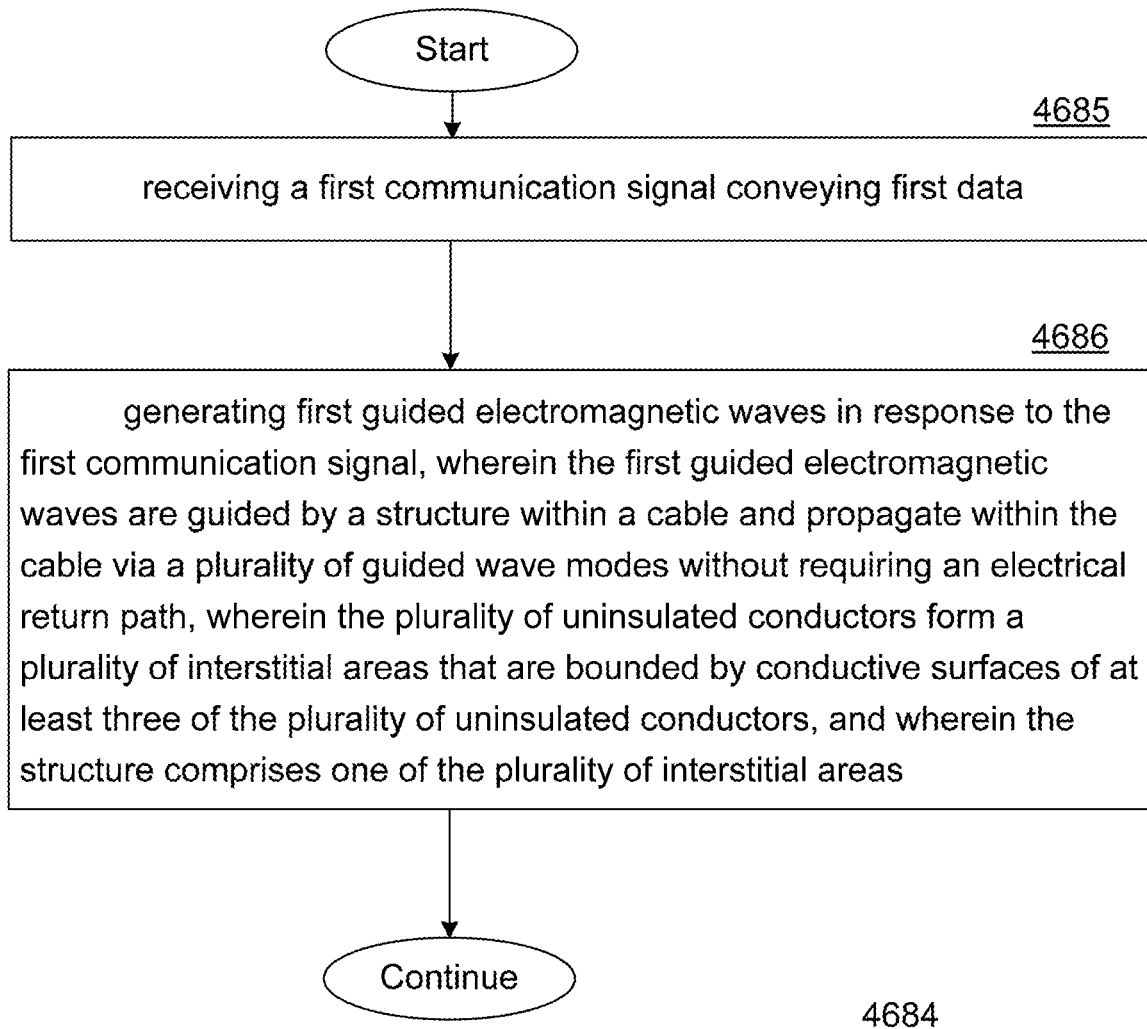 Start
4685
receiving a first communication signal conveying first data
4686
generating first guided electromagnetic waves in response to the
first communication signal, wherein the first guided electromagnetic
waves are guided by a structure within a cable and propagate within the
cable via a plurality of guided wave modes without requiring an electrical
return path, wherein the plurality of uninsulated conductors form a
plurality of interstitial areas that are bounded by conductive surfaces of at
least three of the plurality of uninsulated conductors, and wherein the
structure comprises one of the plurality of interstitial areas
Continue
4684